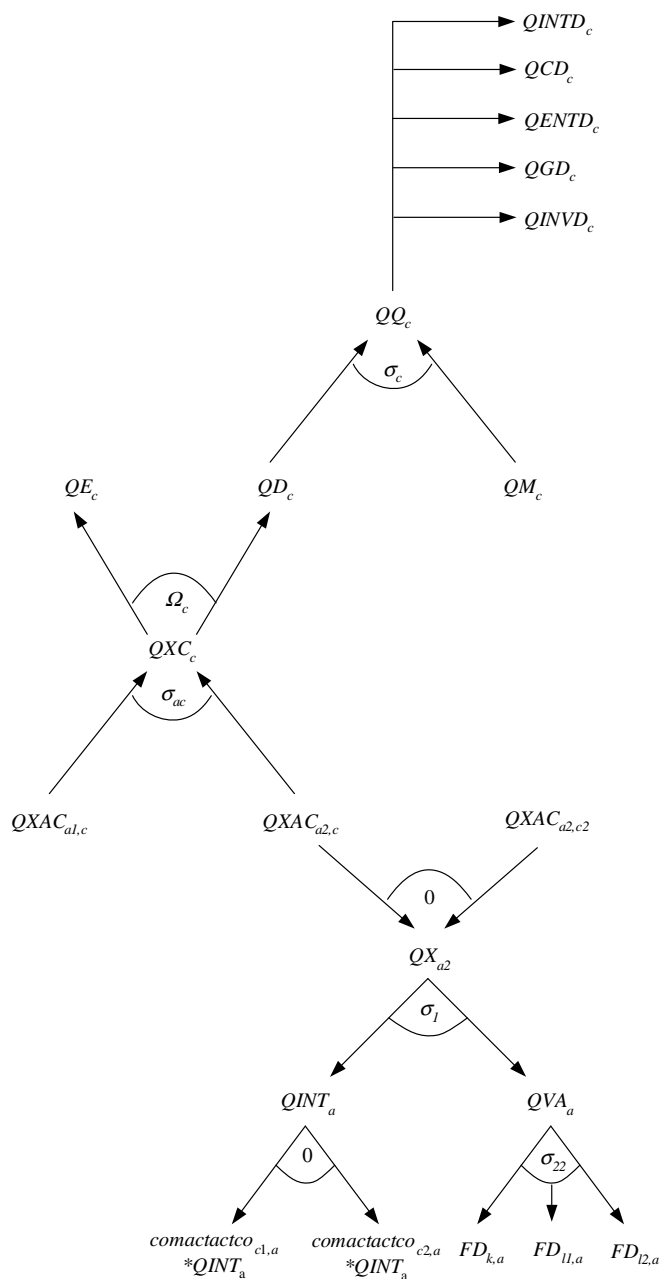 QINTD_c
QCD_c
QENTD_c
QGD_c
QINVD_c
QQ_c
σ_c
QE_c QD_c QM_c
Ω_c
QXC_c
σ_ac
QXAC_a1,c QXAC_a2,c QXAC_a2,c2
0
QX_a2
σ_1
QINT_a QVA_a
0 σ_22
comactactco_c1,a comactactco_c2,a FD_k,a FD_l1,a FD_l2,a
*QINT_a *QINT_a